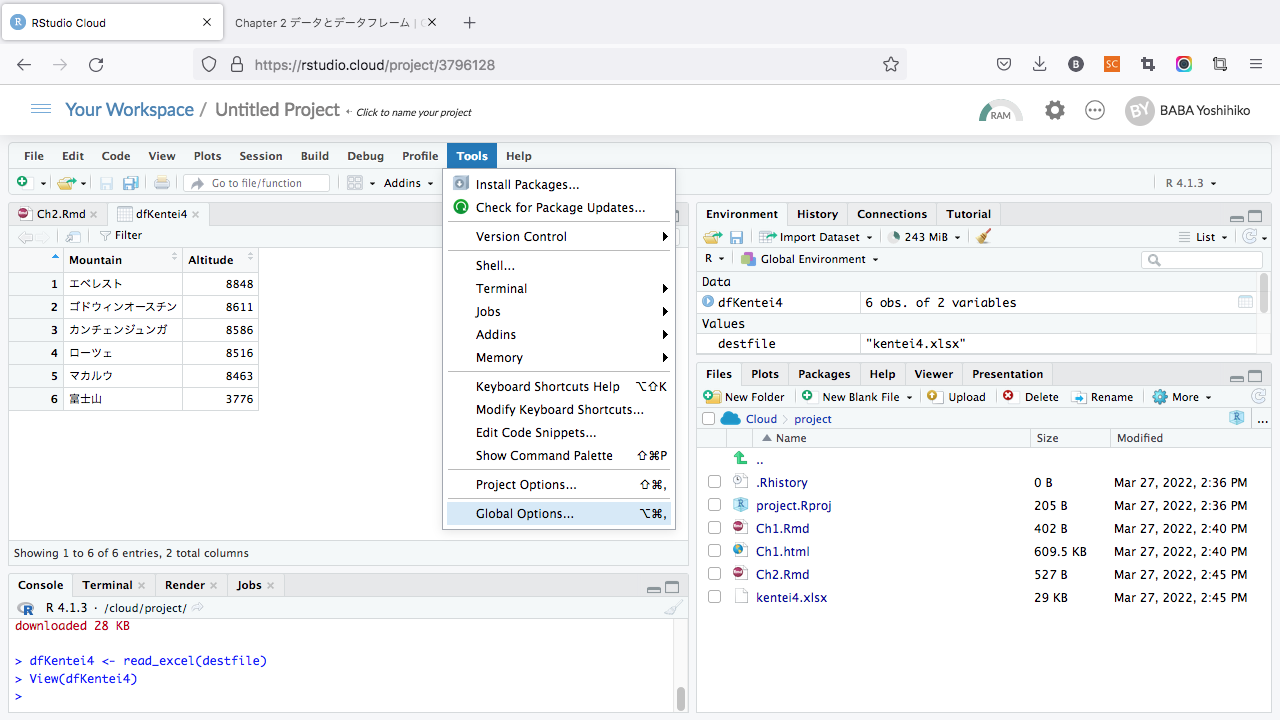 RStudio Cloud
Chapter 2 データとデータフレーム |
https://rstudio.cloud/project/3796128
Your Workspace / Untitled Project ← Click to name your project
RAM
BY BABA Yoshihiko
File Edit Code View Plots Session Build Debug Profile Tools Help
Go to file/function Addins R 4.1.3
Install Packages...
Check for Package Updates...
Version Control
Shell...
Terminal
Jobs
Addins
Memory
Keyboard Shortcuts Help ⌥⇧K
Modify Keyboard Shortcuts...
Edit Code Snippets...
Show Command Palette ⇧⌘P
Project Options... ⇧⌘,
Global Options... ⌥⌘,
Ch2.Rmd dfKentei4
Filter
Mountain Altitude
1 エベレスト 8848
2 ゴドウィンオースチン 8611
3 カンチェンジュンガ 8586
4 ローツェ 8516
5 マカルウ 8463
6 富士山 3776
Showing 1 to 6 of 6 entries, 2 total columns
Console Terminal Render Jobs
R 4.1.3 · /cloud/project/
downloaded 28 KB
> dfKentei4 <- read_excel(destfile)
> View(dfKentei4)
>
Environment History Connections Tutorial
Import Dataset 243 MiB List
R Global Environment
Data
dfKentei4 6 obs. of 2 variables
Values
destfile "kentei4.xlsx"
Files Plots Packages Help Viewer Presentation
New Folder New Blank File Upload Delete Rename More
Cloud project ...
Name Size Modified
..
.Rhistory 0 B Mar 27, 2022, 2:36 PM
project.Rproj 205 B Mar 27, 2022, 2:36 PM
Ch1.Rmd 402 B Mar 27, 2022, 2:40 PM
Ch1.html 609.5 KB Mar 27, 2022, 2:40 PM
Ch2.Rmd 527 B Mar 27, 2022, 2:45 PM
kentei4.xlsx 29 KB Mar 27, 2022, 2:45 PM